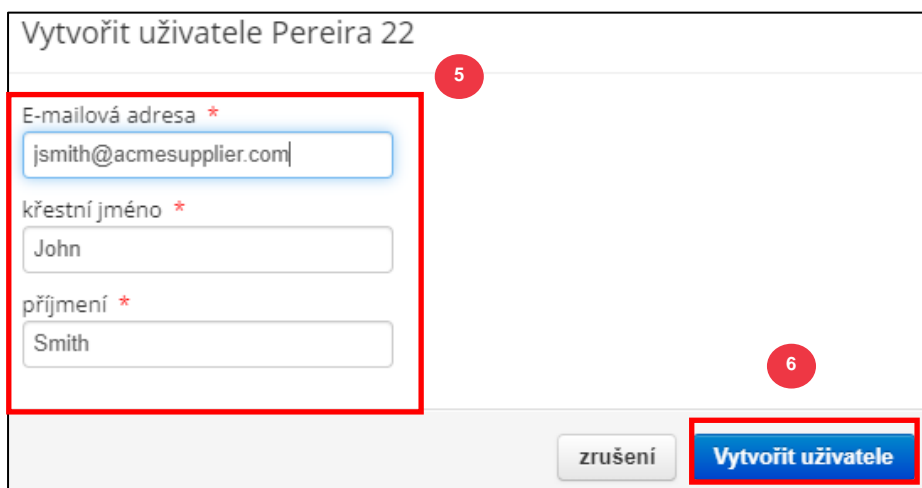 Vytvořit uživatele Pereira 22
5
E-mailová adresa *
jsmith@acmesupplier.com
křestní jméno *
John
příjmení *
Smith
6
zrušení
Vytvořit uživatele